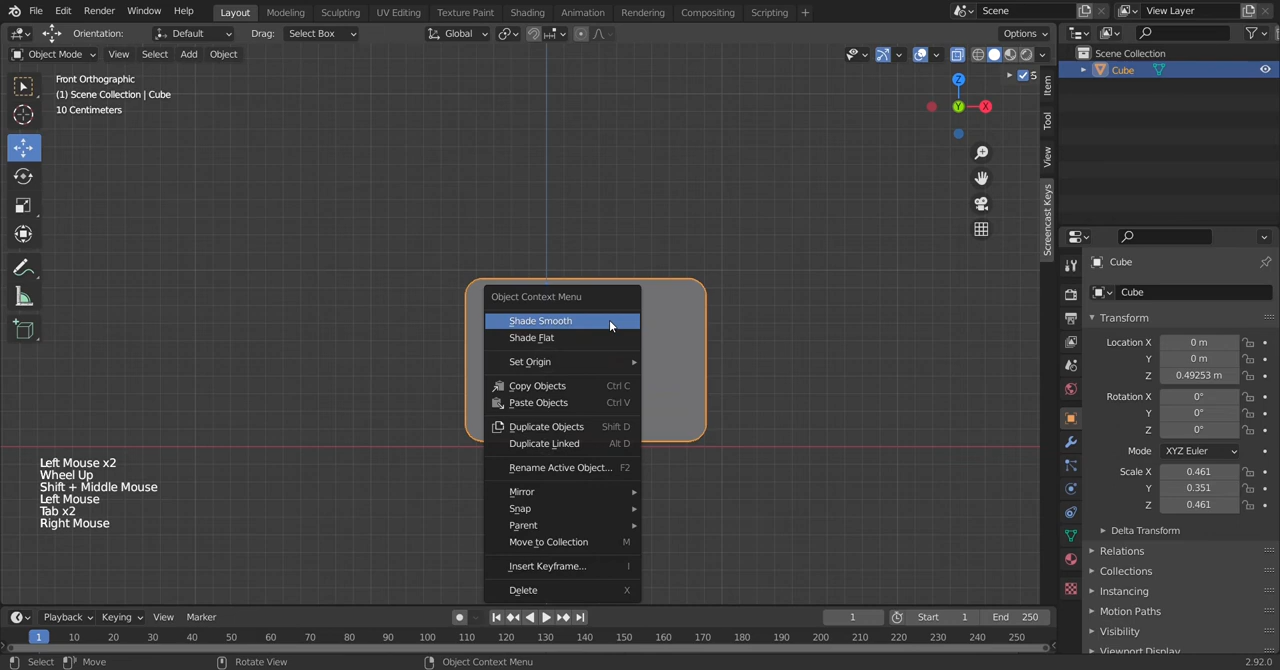 File Edit Render Window Help Layout Modeling Sculpting UV Editing Texture Paint Shading Animation Rendering Compositing Scripting + Scene View Layer
Orientation: Default Drag: Select Box Global Options
Object Mode View Select Add Object
Front Orthographic
(1) Scene Collection | Cube
10 Centimeters
5
Z
Y
X
Item
Tool
View
Screencast Keys
Scene Collection
Cube
Object Context Menu
Shade Smooth
Shade Flat
Set Origin
Copy Objects Ctrl C
Paste Objects Ctrl V
Duplicate Objects Shift D
Duplicate Linked Alt D
Rename Active Object... F2
Mirror
Snap
Parent
Move to Collection M
Insert Keyframe... I
Delete X
Left Mouse x2
Wheel Up
Shift + Middle Mouse
Left Mouse
Tab x2
Right Mouse
Cube
Cube
Transform
Location X 0 m
Y 0 m
Z 0.49253 m
Rotation X 0°
Y 0°
Z 0°
Mode XYZ Euler
Scale X 0.461
Y 0.351
Z 0.461
Delta Transform
Relations
Collections
Instancing
Motion Paths
Visibility
Viewport Display
Playback Keying View Marker 1 Start 1 End 250
1 10 20 30 40 50 60 70 80 90 100 110 120 130 140 150 160 170 180 190 200 210 220 230 240 250
Select Move Rotate View Object Context Menu 2.92.0